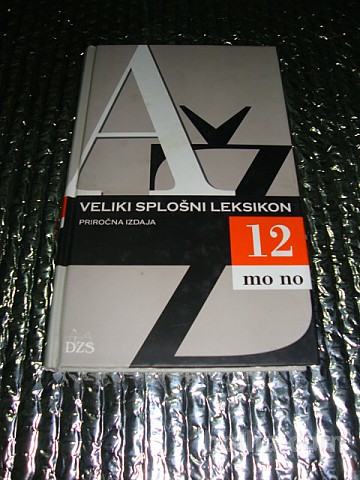 A
Ž
VELIKI SPLOŠNI LEKSIKON
PRIROČNA IZDAJA
12
mo no
DZS